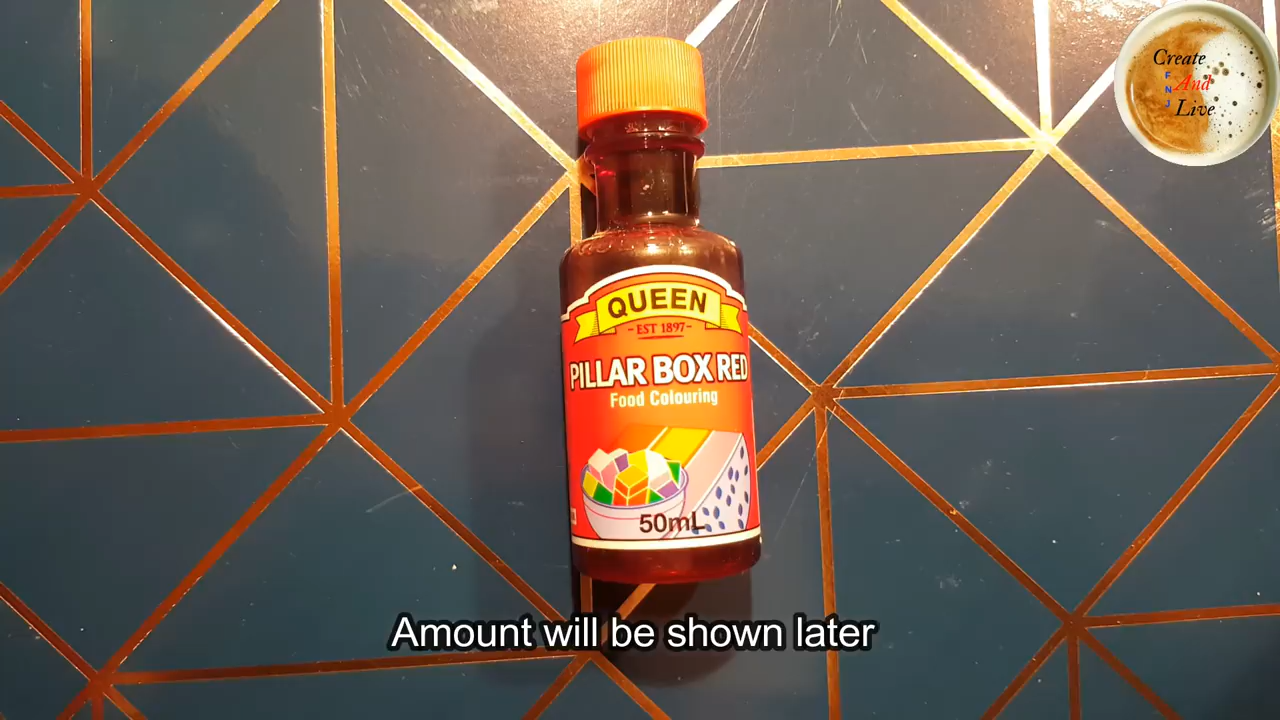 Create
F
N
J
And
Live
QUEEN
-EST 1897-
PILLAR BOX RED
Food Colouring
50mL
Amount will be shown later